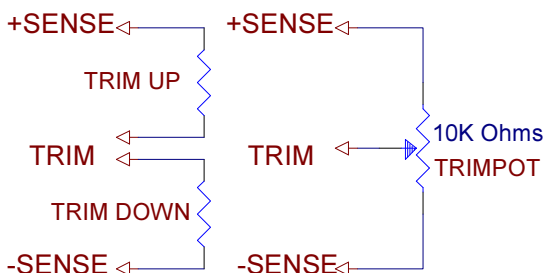 +SENSE
TRIM UP
TRIM
TRIM DOWN
-SENSE
+SENSE
10K Ohms
TRIM
TRIMPOT
-SENSE